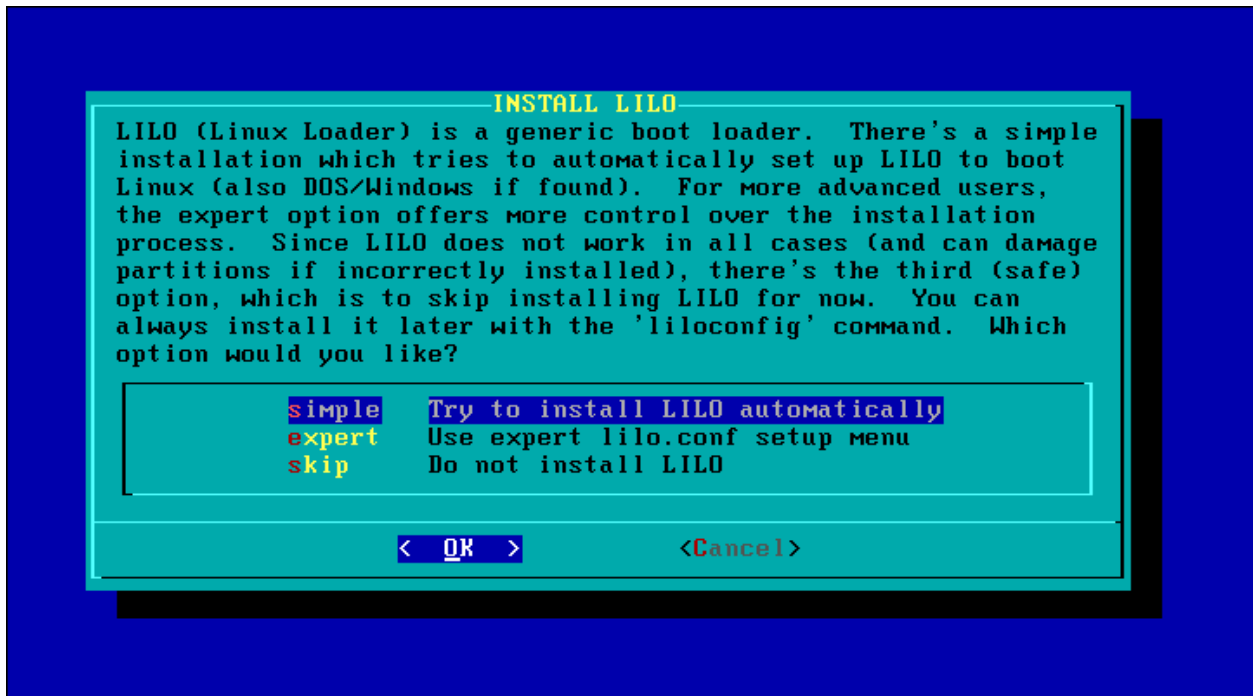 INSTALL LILO
LILO (Linux Loader) is a generic boot loader.  There's a simple
installation which tries to automatically set up LILO to boot
Linux (also DOS/Windows if found).  For more advanced users,
the expert option offers more control over the installation
process.  Since LILO does not work in all cases (and can damage
partitions if incorrectly installed), there's the third (safe)
option, which is to skip installing LILO for now.  You can
always install it later with the 'liloconfig' command.  Which
option would you like?
simple   Try to install LILO automatically
expert   Use expert lilo.conf setup menu
skip     Do not install LILO
<  OK  >          <Cancel>